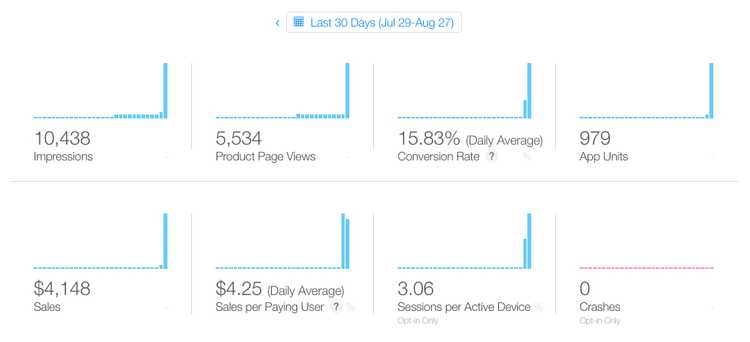 ‹ Last 30 Days (Jul 29-Aug 27)
10,438
Impressions
5,534
Product Page Views
15.83% (Daily Average)
Conversion Rate ?
979
App Units
$4,148
Sales
$4.25 (Daily Average)
Sales per Paying User ?
3.06
Sessions per Active Device
Opt-in Only
0
Crashes
Opt-in Only